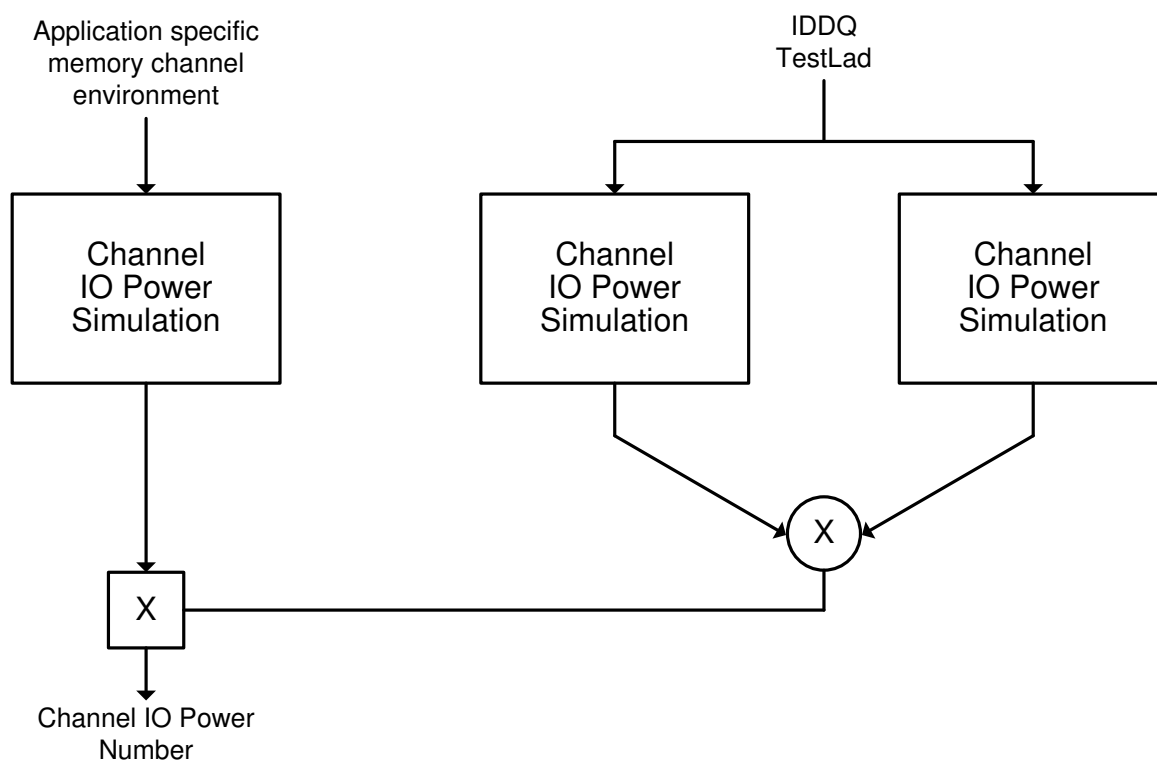 Application specific
memory channel
environment
IDDQ
TestLad
Channel
IO Power
Simulation
Channel
IO Power
Simulation
Channel
IO Power
Simulation
X
X
Channel IO Power
Number